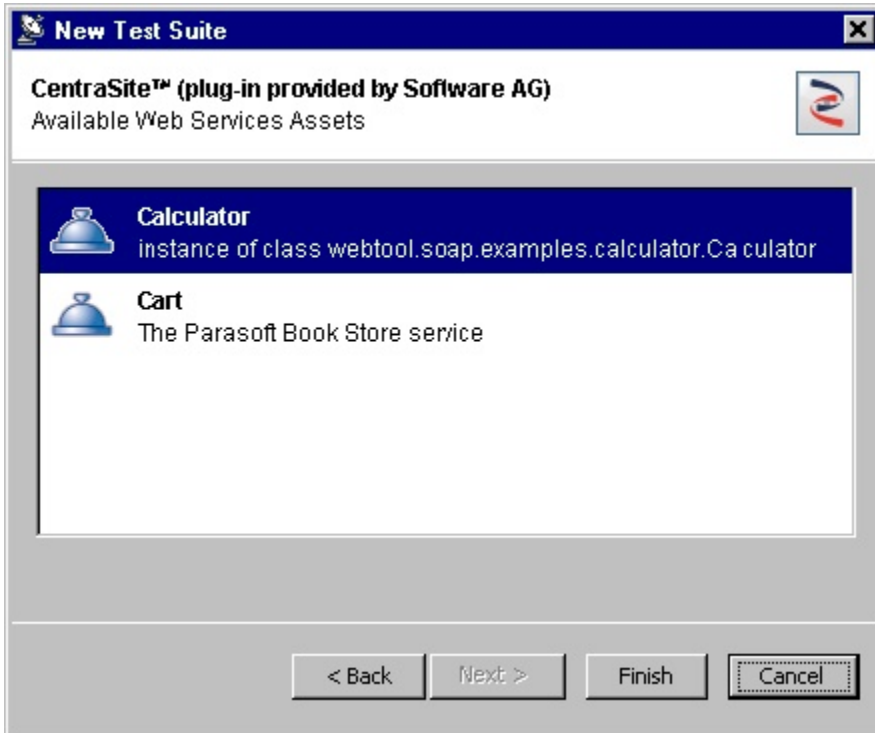 New Test Suite
CentraSite™ (plug-in provided by Software AG)
Available Web Services Assets
Calculator
instance of class webtool.soap.examples.calculator.Ca culator
Cart
The Parasoft Book Store service
< Back
Next >
Finish
Cancel